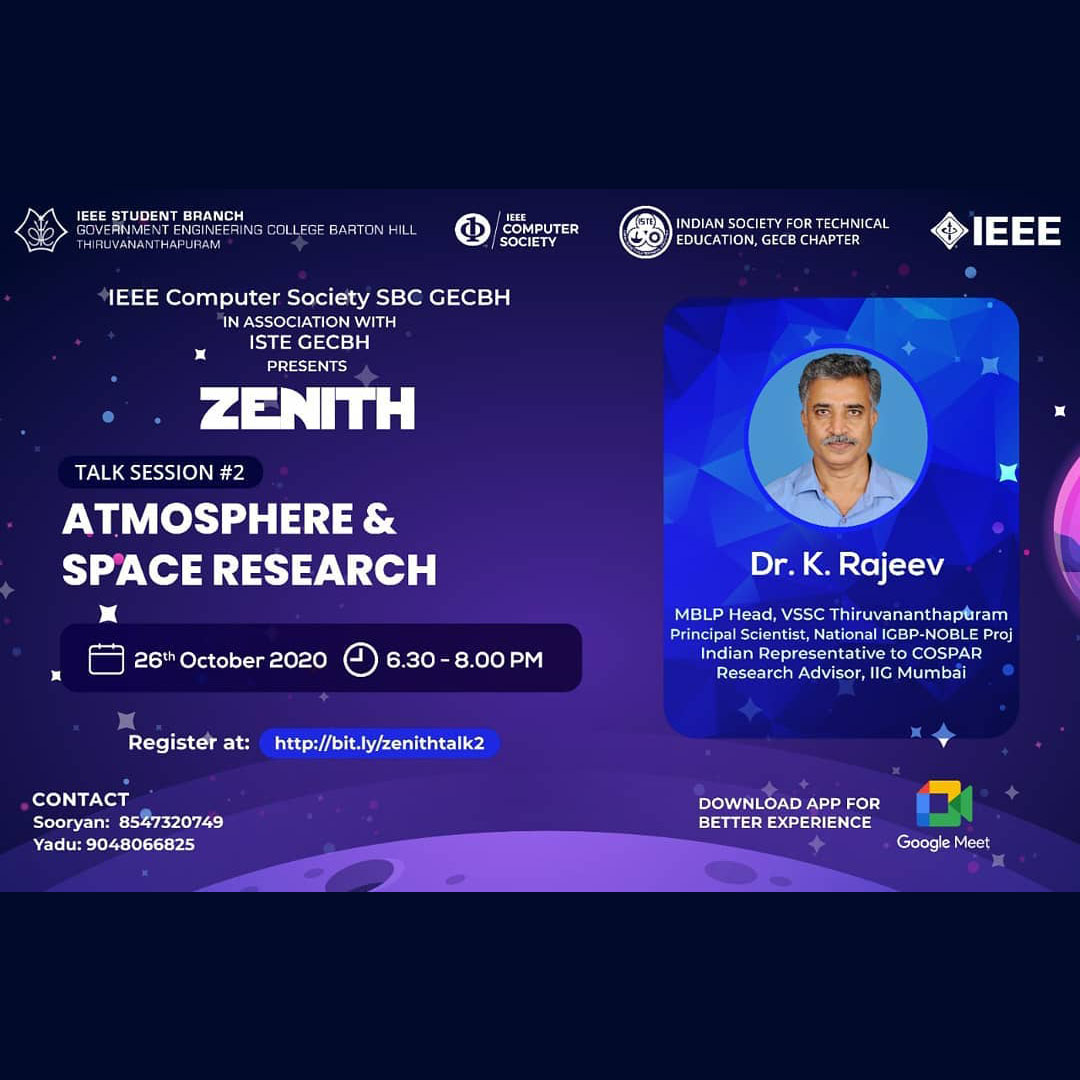 IEEE STUDENT BRANCH
GOVERNMENT ENGINEERING COLLEGE BARTON HILL
THIRUVANANTHAPURAM
IEEE
COMPUTER
SOCIETY
ISTE
INDIAN SOCIETY FOR TECHNICAL
EDUCATION, GECB CHAPTER
IEEE
IEEE Computer Society SBC GECBH
IN ASSOCIATION WITH
ISTE GECBH
PRESENTS
ZENITH
TALK SESSION #2
ATMOSPHERE &
SPACE RESEARCH
26th October 2020
6.30 - 8.00 PM
Register at: http://bit.ly/zenithtalk2
CONTACT
Sooryan: 8547320749
Yadu: 9048066825
Dr. K. Rajeev
MBLP Head, VSSC Thiruvananthapuram
Principal Scientist, National IGBP-NOBLE Proj
Indian Representative to COSPAR
Research Advisor, IIG Mumbai
DOWNLOAD APP FOR
BETTER EXPERIENCE
Google Meet